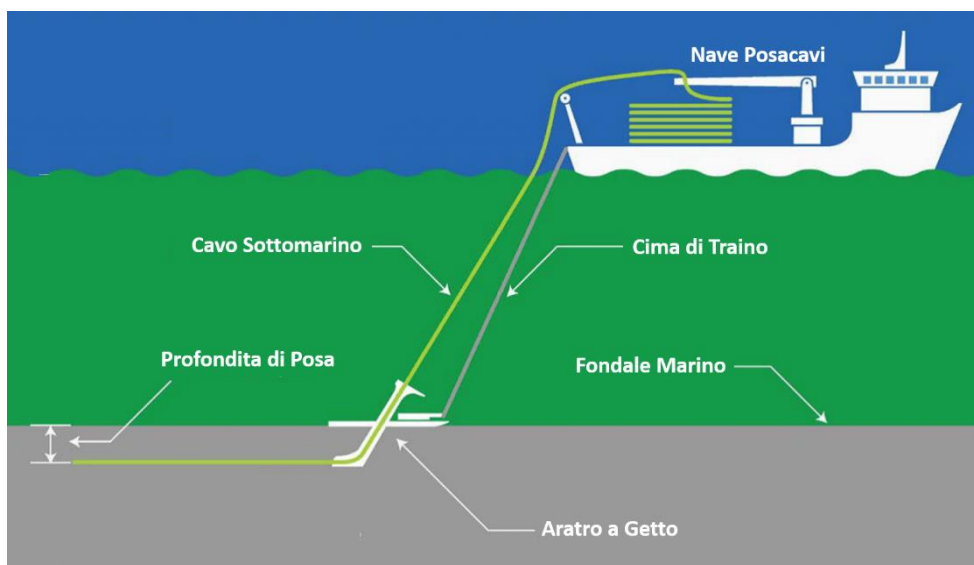 Nave Posacavi
Cavo Sottomarino
Cima di Traino
Profondita di Posa
Fondale Marino
Aratro a Getto